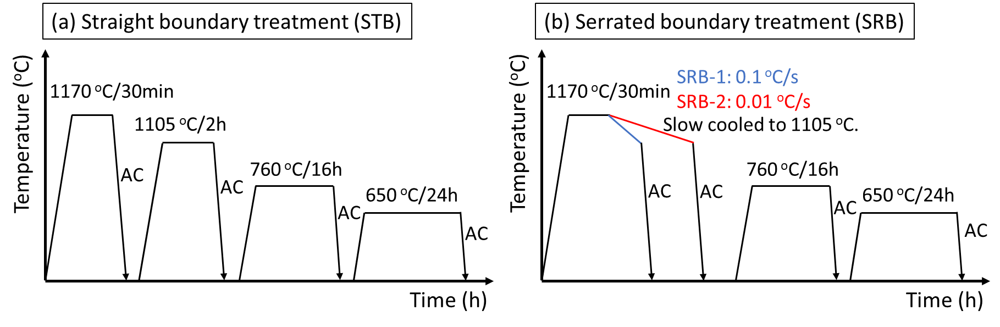 (a) Straight boundary treatment (STB)
Temperature (°C)
1170 °C/30min
1105 °C/2h
760 °C/16h
650 °C/24h
AC
AC
AC
AC
Time (h)
(b) Serrated boundary treatment (SRB)
Temperature (°C)
SRB-1: 0.1 °C/s
1170 °C/30min
SRB-2: 0.01 °C/s
Slow cooled to 1105 °C.
760 °C/16h
650 °C/24h
AC
AC
AC
AC
Time (h)